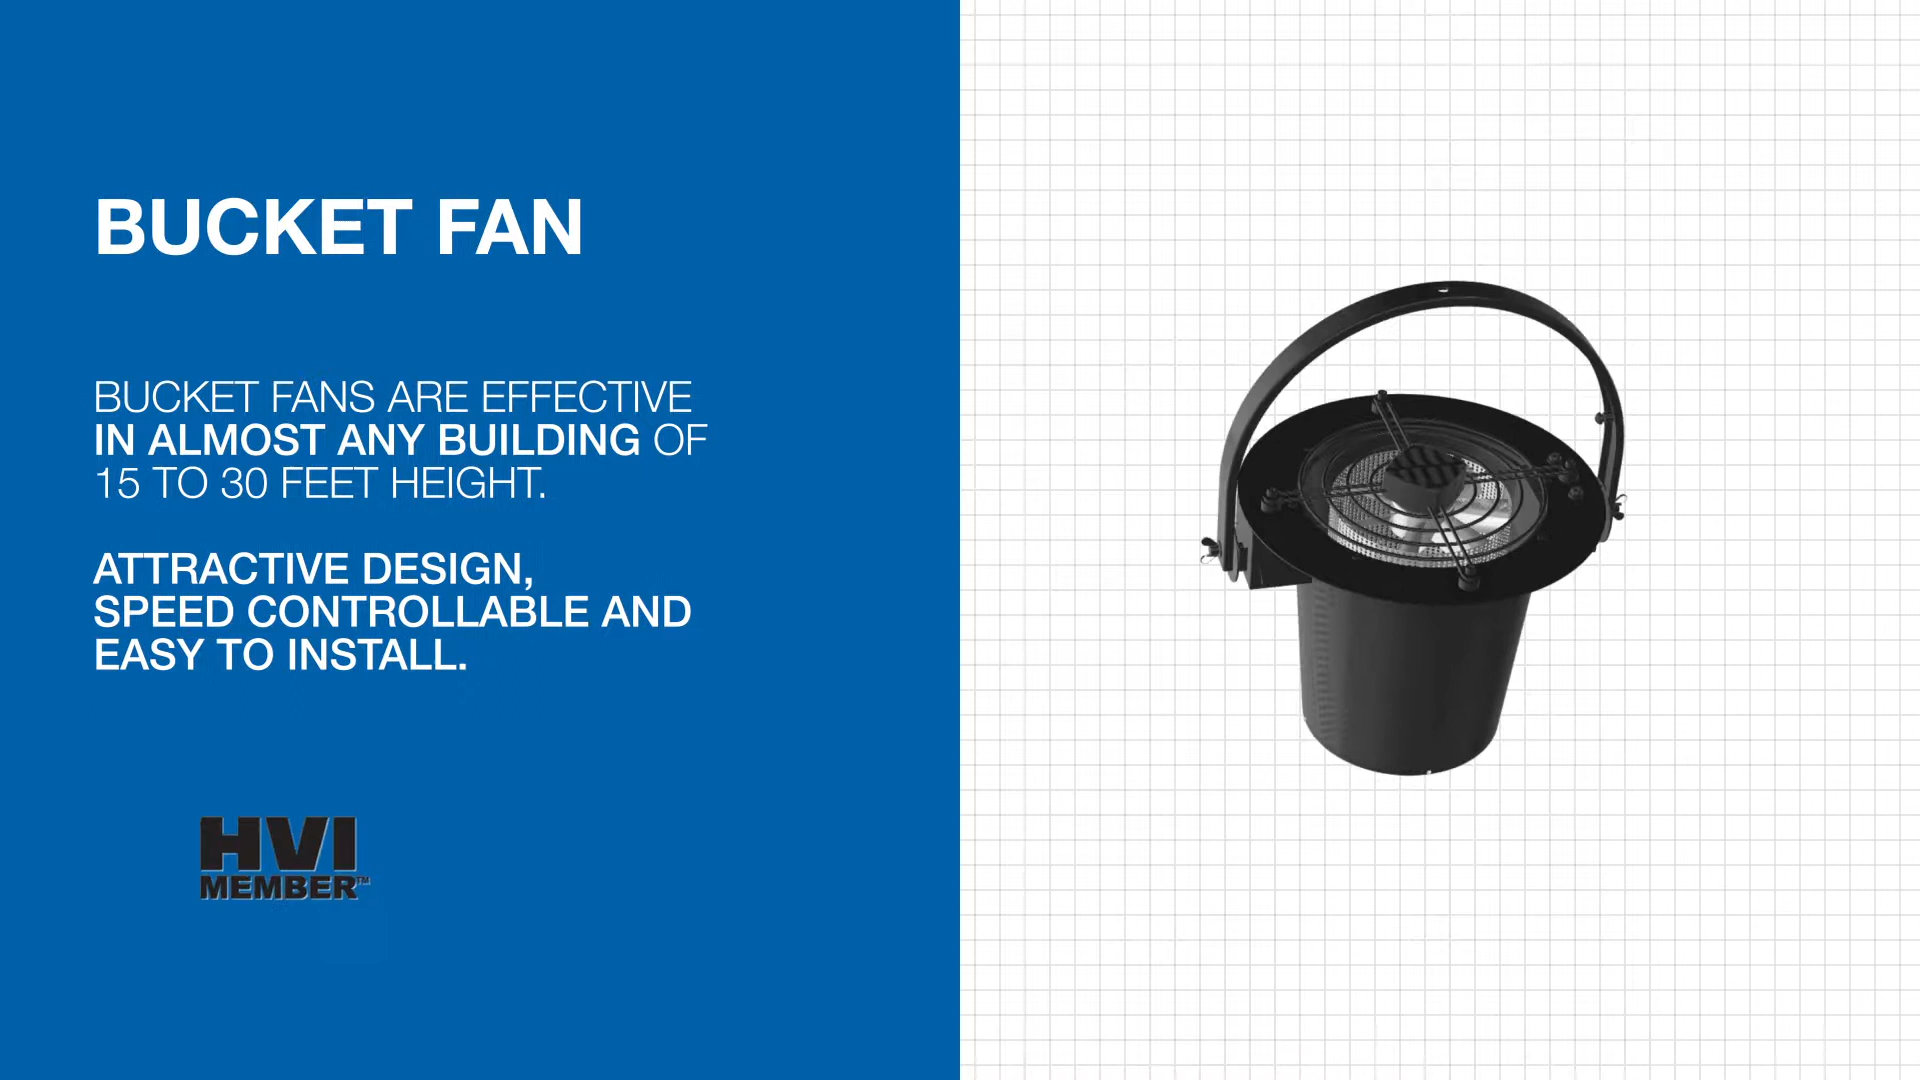 BUCKET FAN
BUCKET FANS ARE EFFECTIVE
IN ALMOST ANY BUILDING OF
15 TO 30 FEET HEIGHT.
ATTRACTIVE DESIGN,
SPEED CONTROLLABLE AND
EASY TO INSTALL.
HVI
MEMBER™